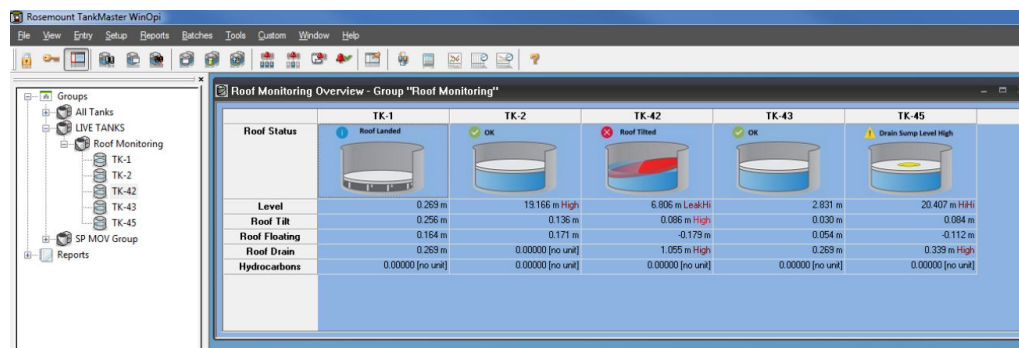 Rosemount TankMaster WinOpi
File View Entry Setup Reports Batches Tools Custom Window Help
Groups
All Tanks
LIVE TANKS
Roof Monitoring
TK-1
TK-2
TK-42
TK-43
TK-45
SP MOV Group
Reports
Roof Monitoring Overview - Group "Roof Monitoring"
TK-1 TK-2 TK-42 TK-43 TK-45
Roof Status Roof Landed OK Roof Tilted OK Drain Sump Level High
Level 0.269 m 19.166 m High 6.806 m LeakHi 2.831 m 20.407 m HiHi
Roof Tilt 0.256 m 0.136 m 0.086 m High 0.030 m 0.084 m
Roof Floating 0.164 m 0.171 m -0.179 m 0.054 m -0.112 m
Roof Drain 0.269 m 0.00000 [no unit] 1.055 m High 0.269 m 0.339 m High
Hydrocarbons 0.00000 [no unit] 0.00000 [no unit] 0.00000 [no unit] 0.00000 [no unit] 0.00000 [no unit]